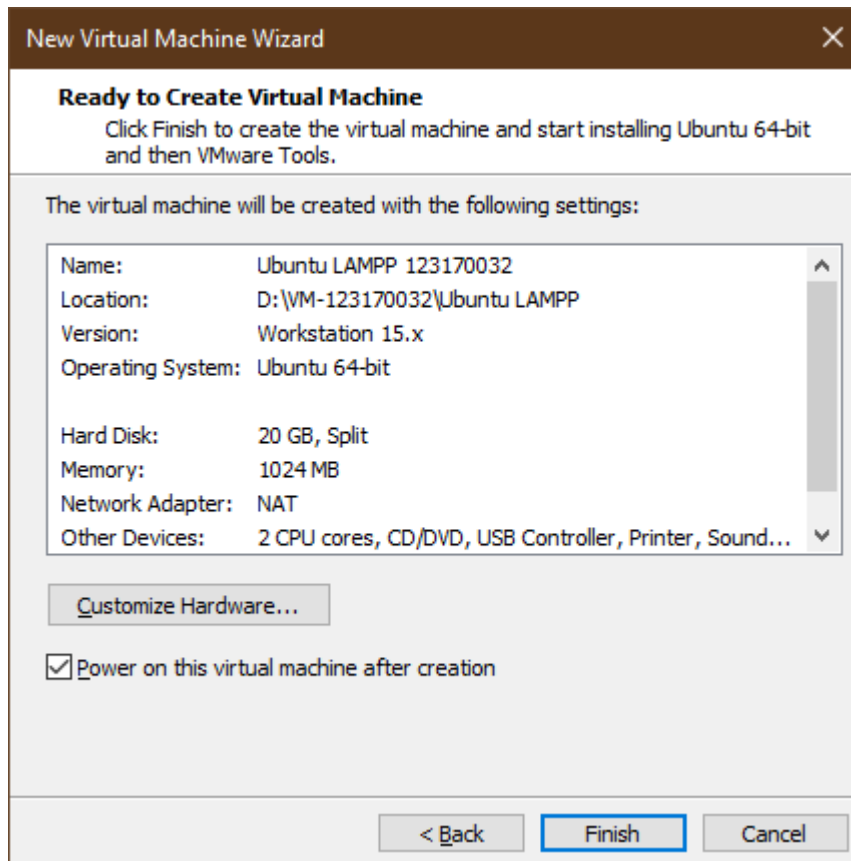 New Virtual Machine Wizard
Ready to Create Virtual Machine
Click Finish to create the virtual machine and start installing Ubuntu 64-bit
and then VMware Tools.
The virtual machine will be created with the following settings:
Name: Ubuntu LAMPP 123170032
Location: D:\VM-123170032\Ubuntu LAMPP
Version: Workstation 15.x
Operating System: Ubuntu 64-bit
Hard Disk: 20 GB, Split
Memory: 1024 MB
Network Adapter: NAT
Other Devices: 2 CPU cores, CD/DVD, USB Controller, Printer, Sound...
Customize Hardware...
Power on this virtual machine after creation
< Back Finish Cancel